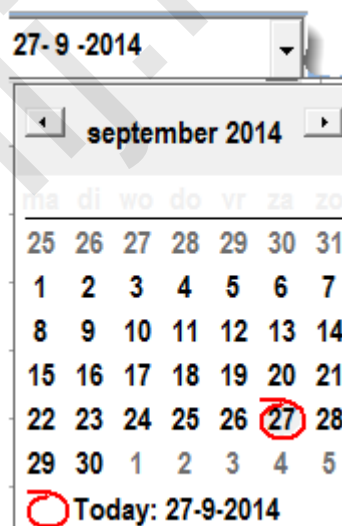 27- 9 -2014
september 2014
ma di wo do vr za zo
25 26 27 28 29 30 31
1 2 3 4 5 6 7
8 9 10 11 12 13 14
15 16 17 18 19 20 21
22 23 24 25 26 27 28
29 30 1 2 3 4 5
Today: 27-9-2014